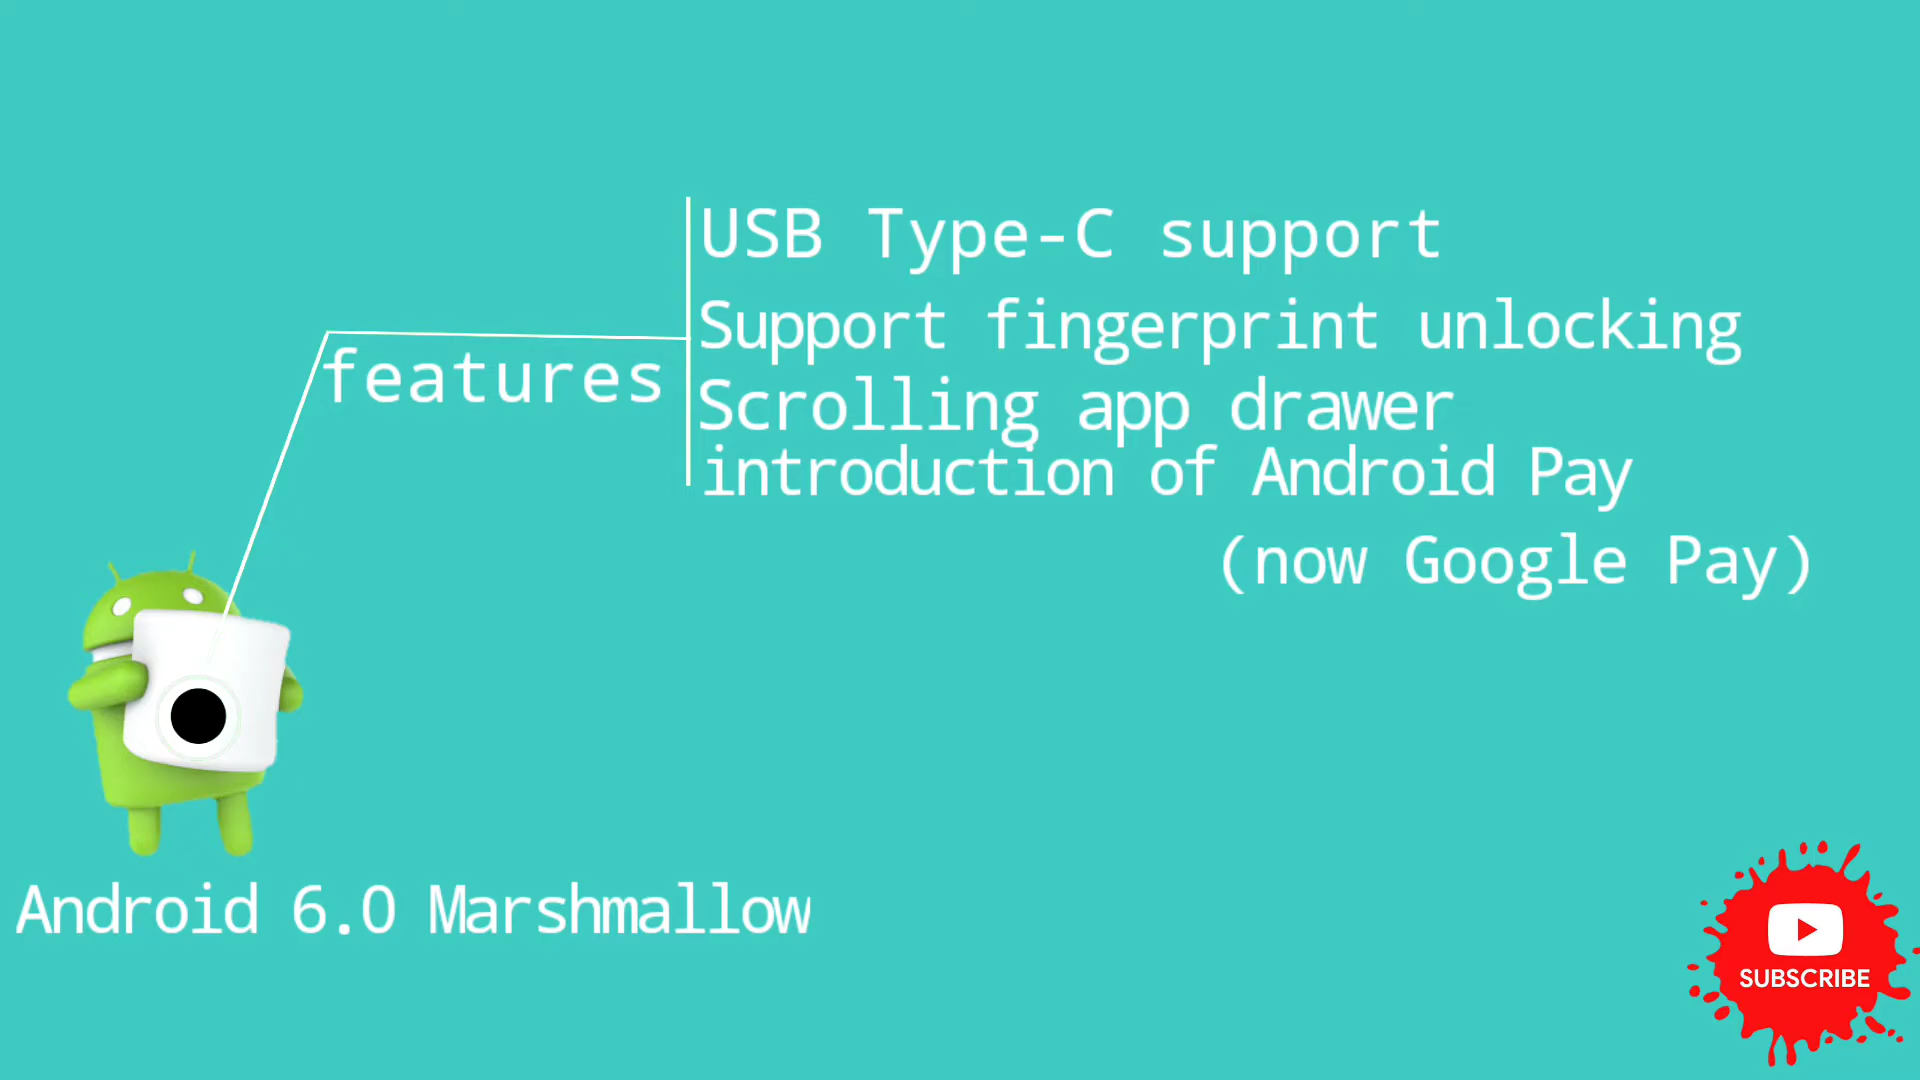 USB Type-C support
Support fingerprint unlocking
features
Scrolling app drawer
introduction of Android Pay
(now Google Pay)
Android 6.0 Marshmallow
SUBSCRIBE